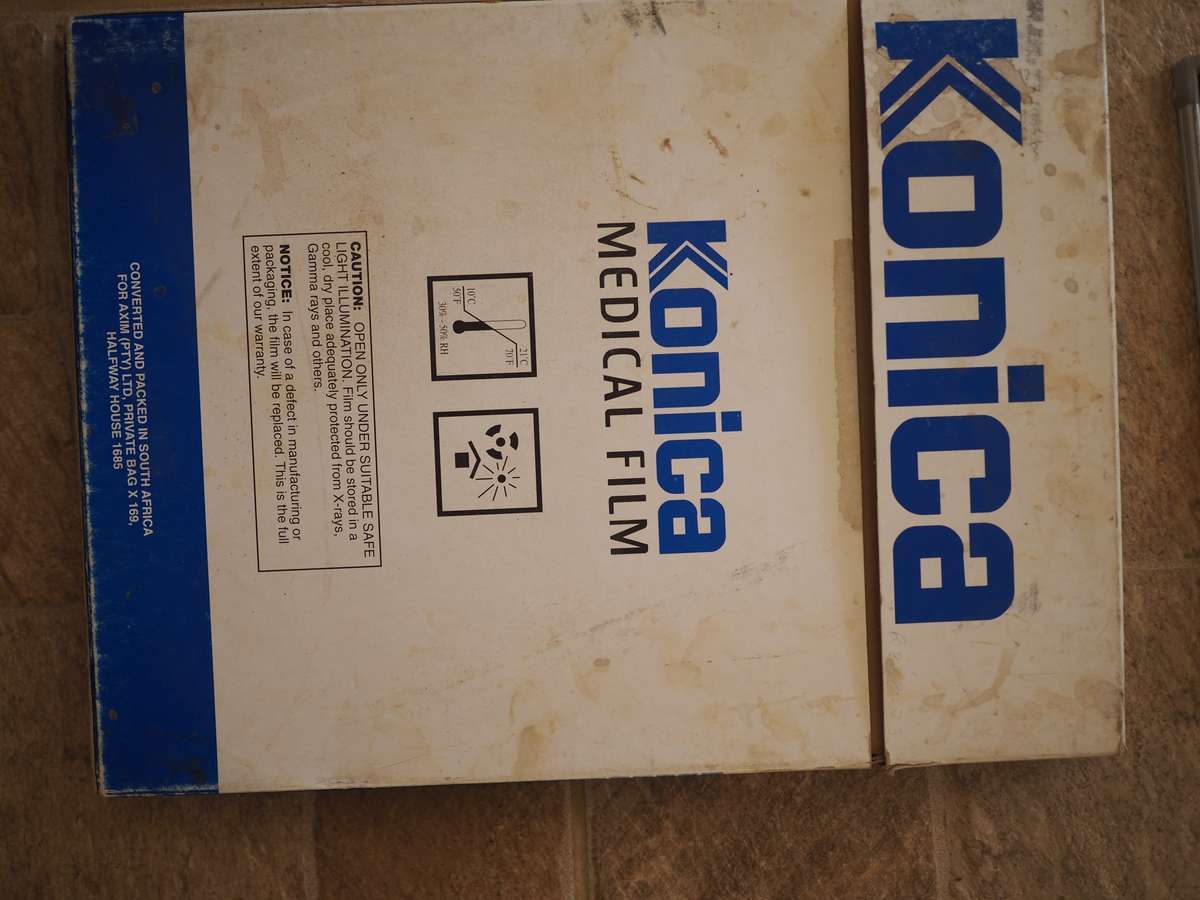 Konica
Konica
MEDICAL FILM
10°C
50°F
21°C
70°F
30% - 50% RH
CAUTION: OPEN ONLY UNDER SUITABLE SAFE
LIGHT ILLUMINATION. Film should be stored in a
cool, dry place adequately protected from X-rays,
Gamma rays and others.
NOTICE: In case of a defect in manufacturing or
packaging, the film will be replaced. This is the full
extent of our warranty.
CONVERTED AND PACKED IN SOUTH AFRICA
FOR AXIM (PTY) LTD, PRIVATE BAG X 169,
HALFWAY HOUSE 1685